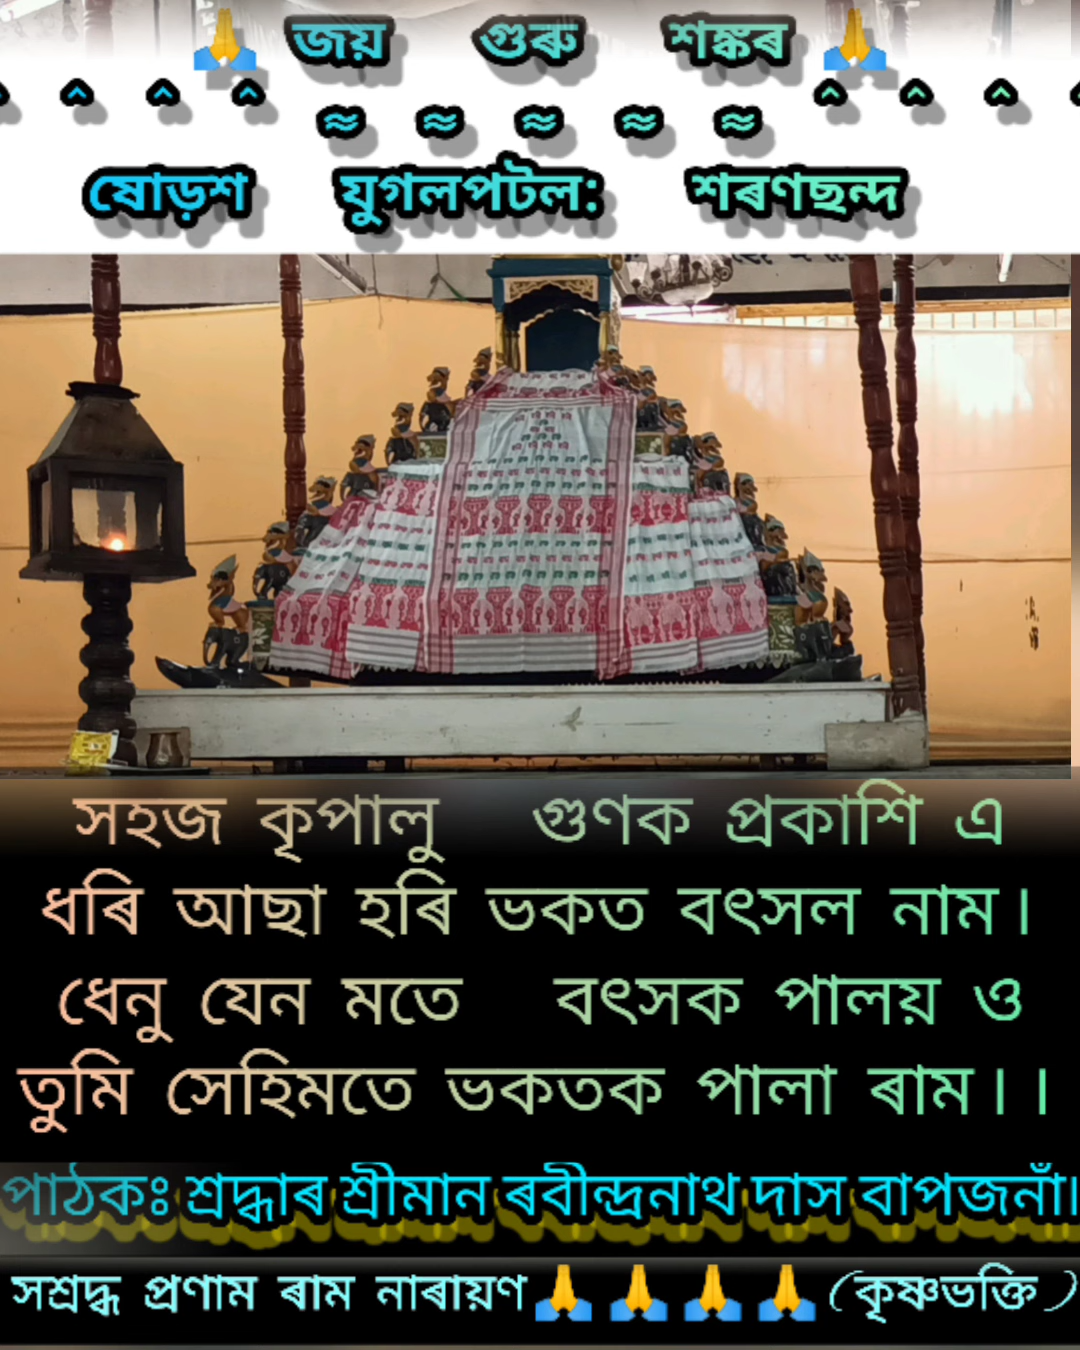 🙏 জয় গুৰু শঙ্কৰ 🙏
^ ^ ^ ^ ^ ^ ^
≈ ≈ ≈ ≈ ≈
ষোড়শ যুগলপটল: শৰণছন্দ
সহজ কৃপালু গুণক প্ৰকাশি এ
ধৰি আছা হৰি ভকত বৎসল নাম।
ধেনু যেন মতে বৎসক পালয় ও
তুমি সেহিমতে ভকতক পালা ৰাম।।
পাঠকঃ শ্ৰদ্ধাৰ শ্ৰীমান ৰবীন্দ্ৰনাথ দাস বাপজনাঁ।
সশ্ৰদ্ধ প্ৰণাম ৰাম নাৰায়ণ🙏🙏🙏🙏(কৃষ্ণভক্তি)